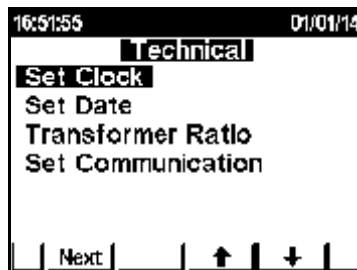 16:51:55 01/01/14
Technical
Set Clock
Set Date
Transformer Ratio
Set Communication
Next